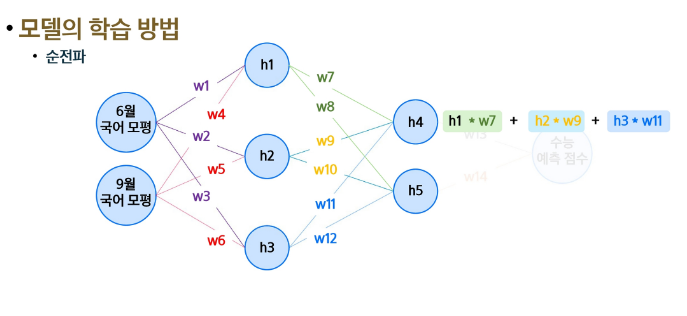 • 모델의 학습 방법
• 순전파
6월
국어 모평
9월
국어 모평
w1
w4
w2
w5
w3
w6
h1
h2
h3
w7
w8
w9
w10
w11
w12
h4
h5
h1 * w7 + h2 * w9 + h3 * w11
w13
w14
수능
예측 점수